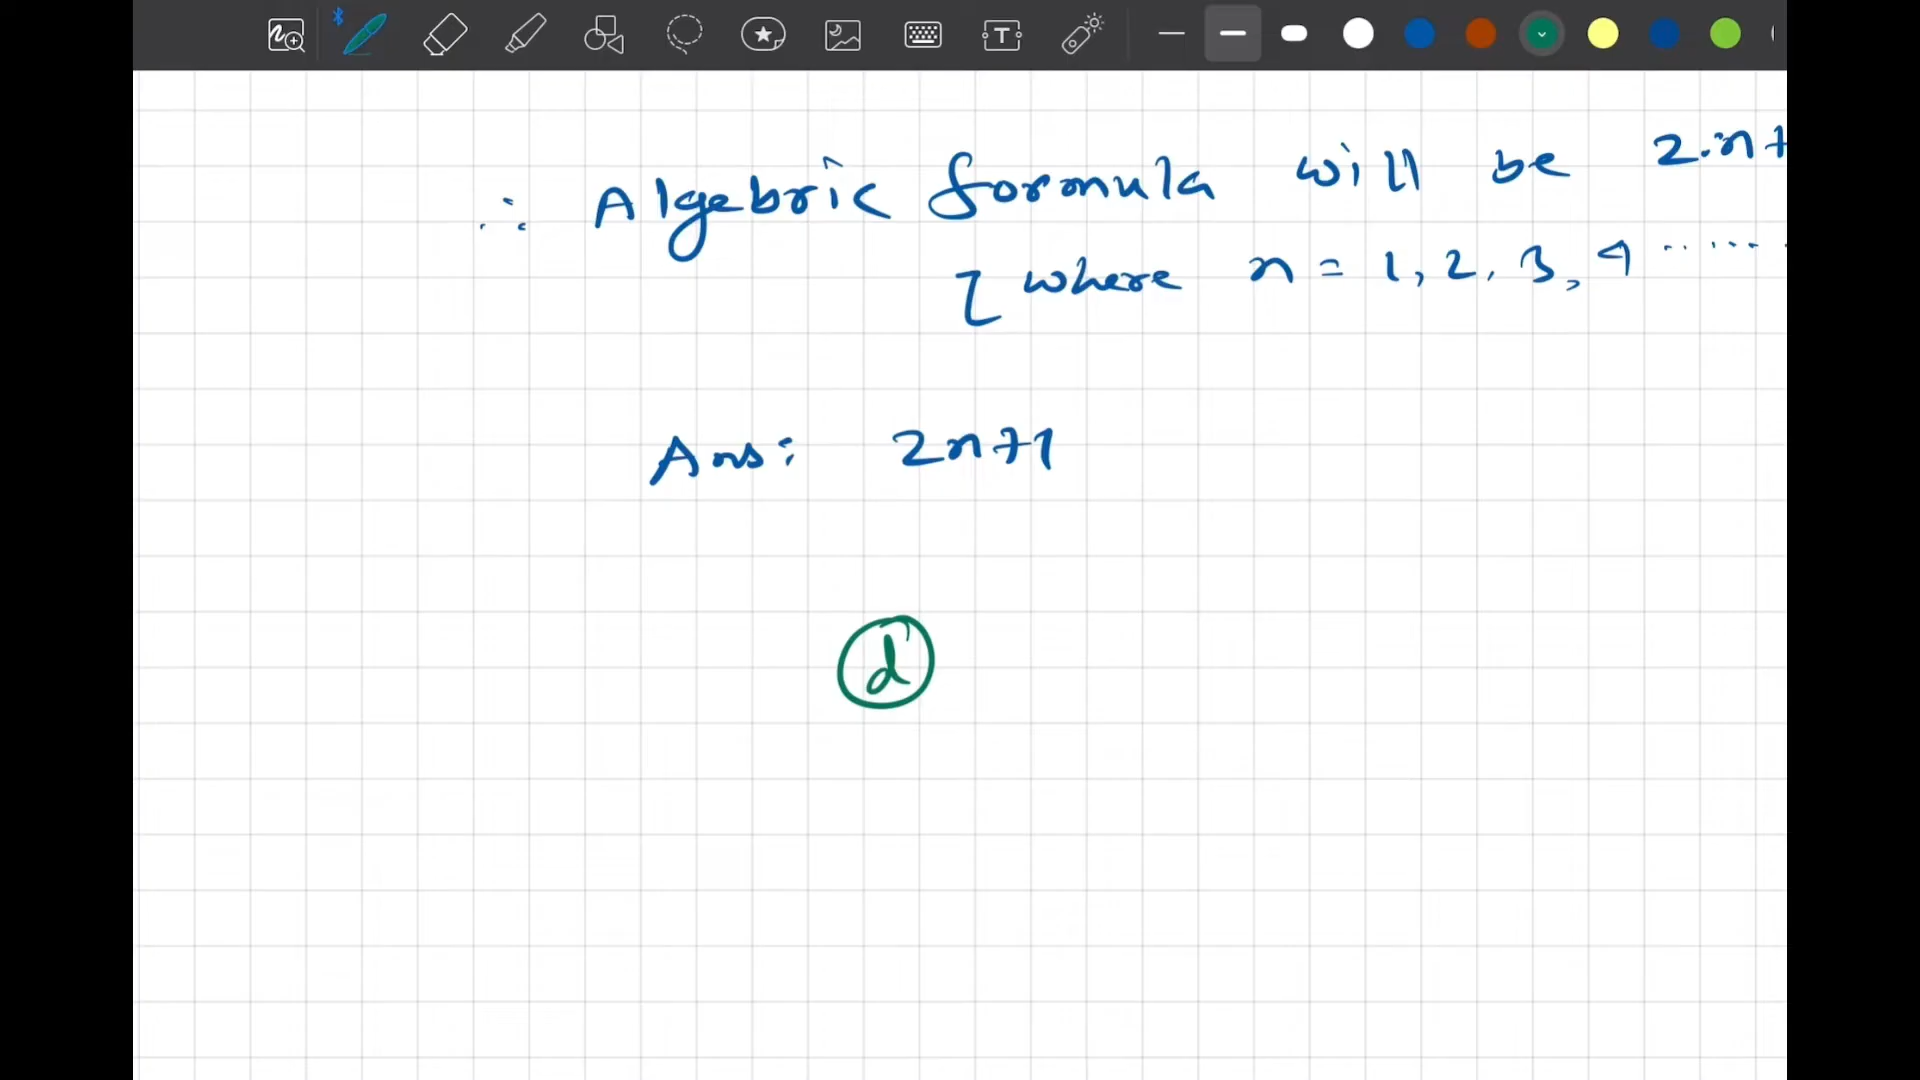 ∴ Algebric formula will be 2.n+
[ where n = 1, 2, 3, 4 ......
Ans: 2n+1
d